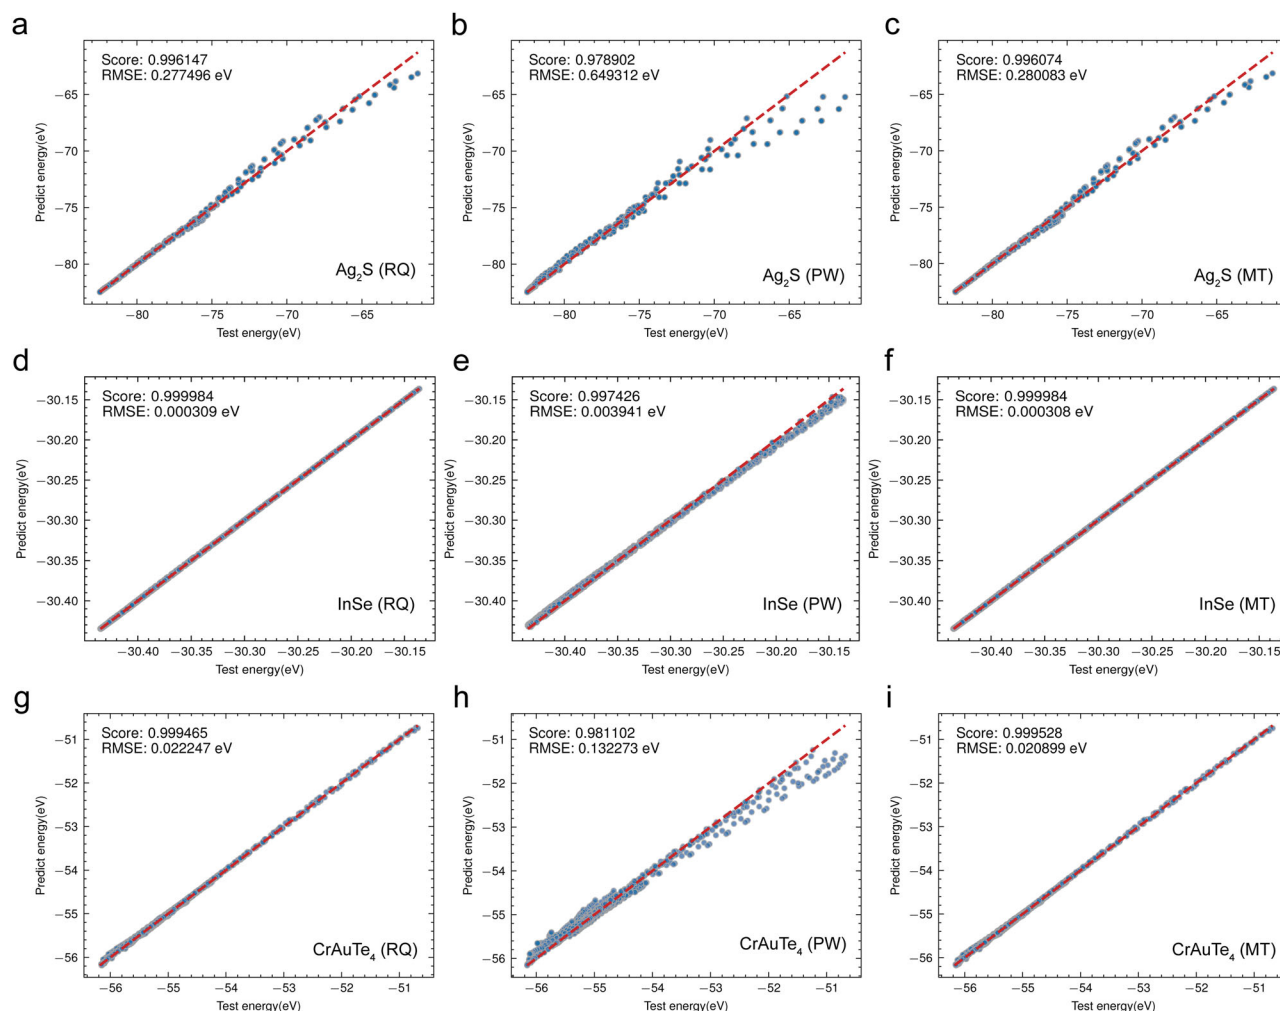 a
Score: 0.996147
RMSE: 0.277496 eV
Predict energy(eV)
−65
−70
−75
−80
Ag₂S (RQ)
−80 −75 −70 −65
Test energy(eV)
b
Score: 0.978902
RMSE: 0.649312 eV
Predict energy(eV)
−65
−70
−75
−80
Ag₂S (PW)
−80 −75 −70 −65
Test energy(eV)
c
Score: 0.996074
RMSE: 0.280083 eV
Predict energy(eV)
−65
−70
−75
−80
Ag₂S (MT)
−80 −75 −70 −65
Test energy(eV)
d
Score: 0.999984
RMSE: 0.000309 eV
Predict energy(eV)
−30.15
−30.20
−30.25
−30.30
−30.35
−30.40
InSe (RQ)
−30.40 −30.35 −30.30 −30.25 −30.20 −30.15
Test energy(eV)
e
Score: 0.997426
RMSE: 0.003941 eV
Predict energy(eV)
−30.15
−30.20
−30.25
−30.30
−30.35
−30.40
InSe (PW)
−30.40 −30.35 −30.30 −30.25 −30.20 −30.15
Test energy(eV)
f
Score: 0.999984
RMSE: 0.000308 eV
Predict energy(eV)
−30.15
−30.20
−30.25
−30.30
−30.35
−30.40
InSe (MT)
−30.40 −30.35 −30.30 −30.25 −30.20 −30.15
Test energy(eV)
g
Score: 0.999465
RMSE: 0.022247 eV
Predict energy(eV)
−51
−52
−53
−54
−55
−56
CrAuTe₄ (RQ)
−56 −55 −54 −53 −52 −51
Test energy(eV)
h
Score: 0.981102
RMSE: 0.132273 eV
Predict energy(eV)
−51
−52
−53
−54
−55
−56
CrAuTe₄ (PW)
−56 −55 −54 −53 −52 −51
Test energy(eV)
i
Score: 0.999528
RMSE: 0.020899 eV
Predict energy(eV)
−51
−52
−53
−54
−55
−56
CrAuTe₄ (MT)
−56 −55 −54 −53 −52 −51
Test energy(eV)